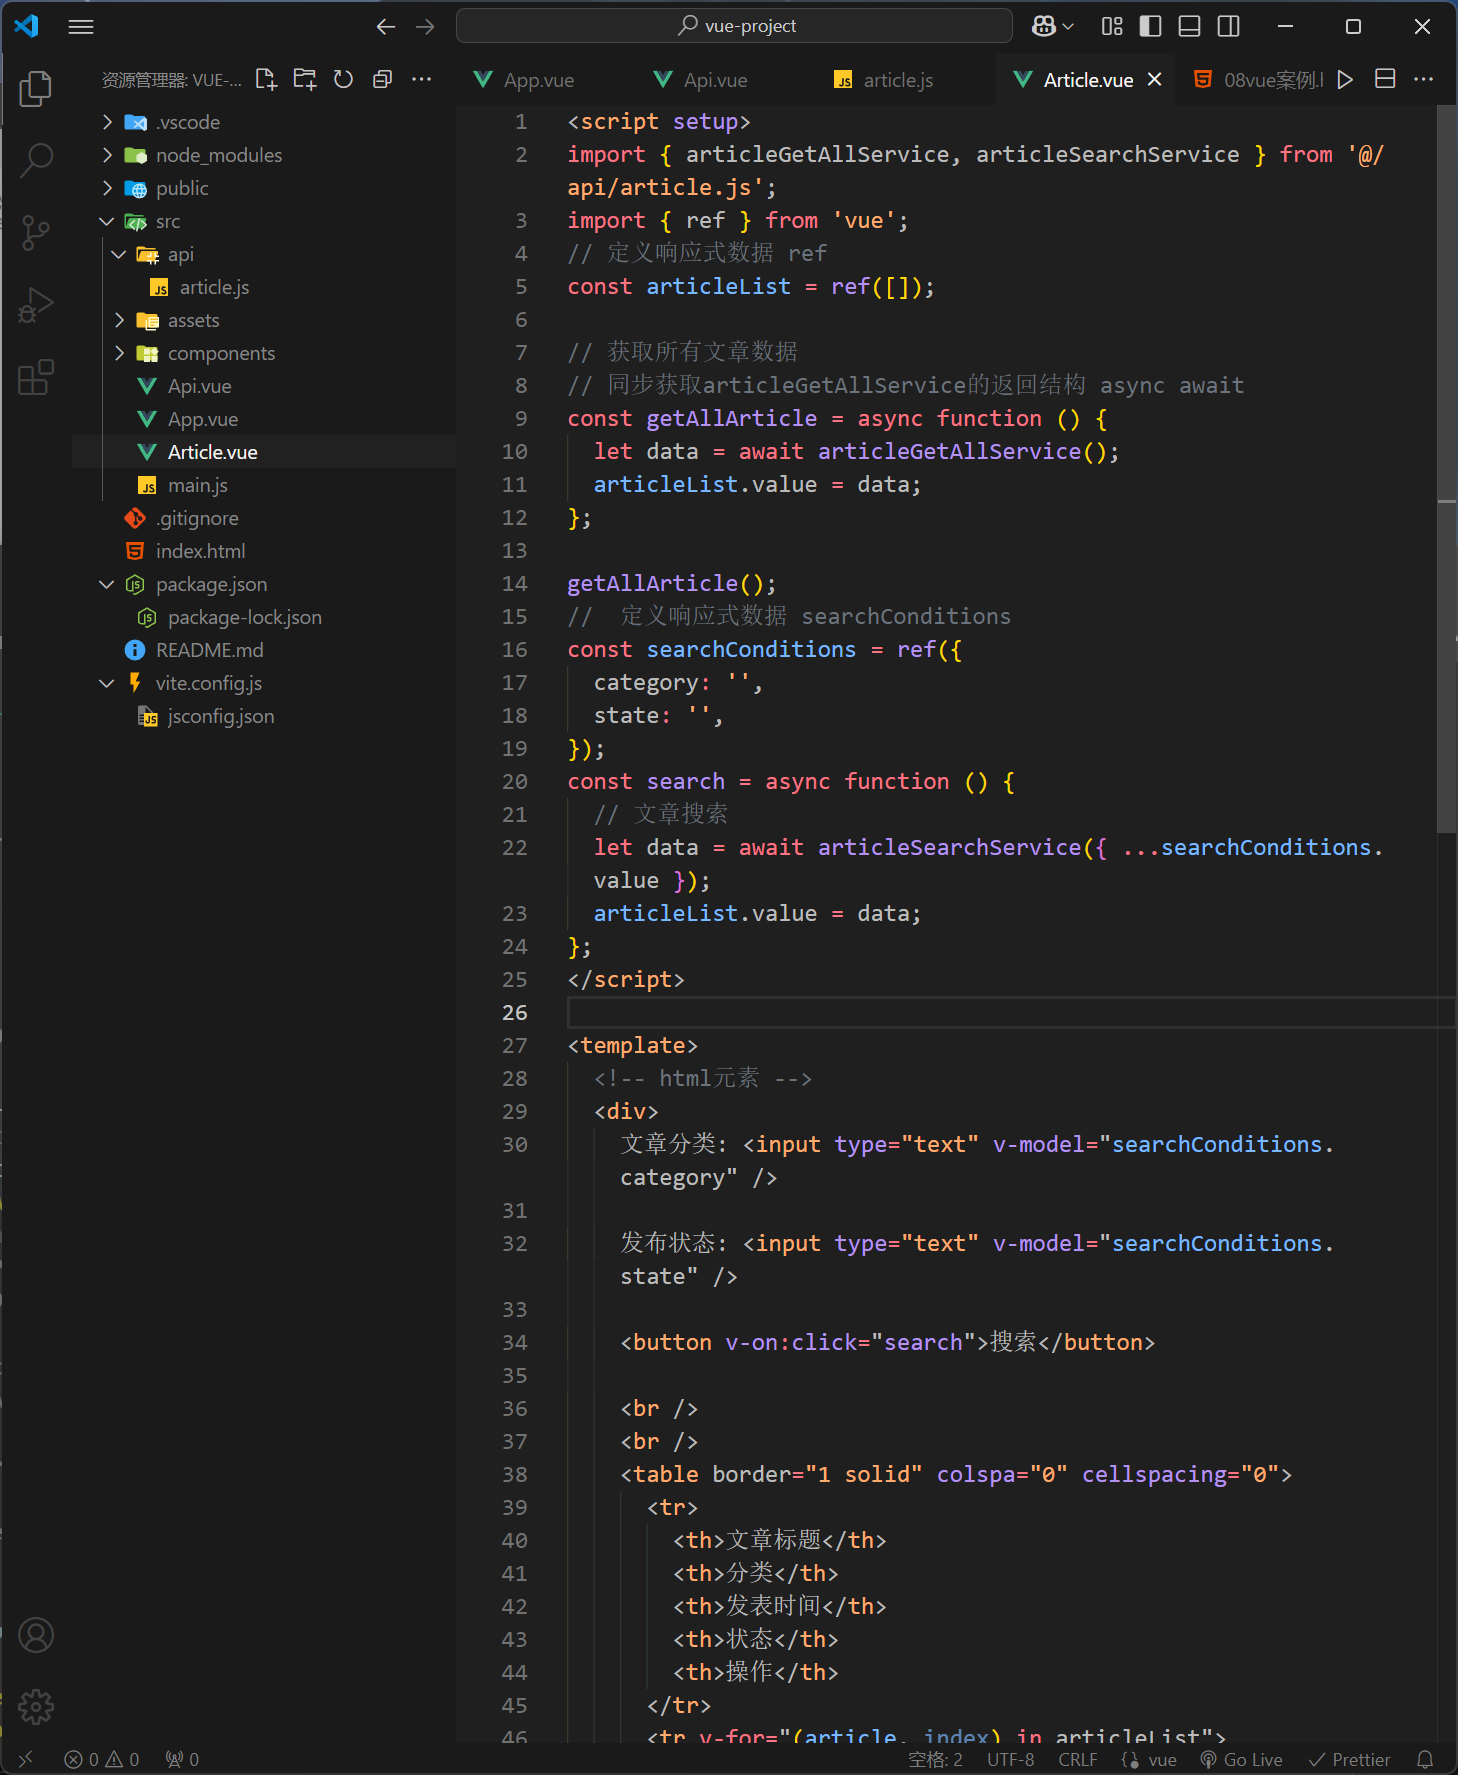 vue-project
资源管理器: VUE-...
App.vue
Api.vue
article.js
Article.vue
08vue案例.l
.vscode
node_modules
public
src
api
article.js
assets
components
Api.vue
App.vue
Article.vue
main.js
.gitignore
index.html
package.json
package-lock.json
README.md
vite.config.js
jsconfig.json
1 <script setup>
2 import { articleGetAllService, articleSearchService } from '@/
api/article.js';
3 import { ref } from 'vue';
4 // 定义响应式数据 ref
5 const articleList = ref([]);
6
7 // 获取所有文章数据
8 // 同步获取articleGetAllService的返回结构 async await
9 const getAllArticle = async function () {
10 let data = await articleGetAllService();
11 articleList.value = data;
12 };
13
14 getAllArticle();
15 //  定义响应式数据 searchConditions
16 const searchConditions = ref({
17 category: '',
18 state: '',
19 });
20 const search = async function () {
21 // 文章搜索
22 let data = await articleSearchService({ ...searchConditions.
value });
23 articleList.value = data;
24 };
25 </script>
26
27 <template>
28 <!-- html元素 -->
29 <div>
30 文章分类: <input type="text" v-model="searchConditions.
category" />
31
32 发布状态: <input type="text" v-model="searchConditions.
state" />
33
34 <button v-on:click="search">搜索</button>
35
36 <br />
37 <br />
38 <table border="1 solid" colspa="0" cellspacing="0">
39 <tr>
40 <th>文章标题</th>
41 <th>分类</th>
42 <th>发表时间</th>
43 <th>状态</th>
44 <th>操作</th>
45 </tr>
46 <tr v-for="(article, index) in articleList">
0 0 0 空格: 2 UTF-8 CRLF vue Go Live Prettier